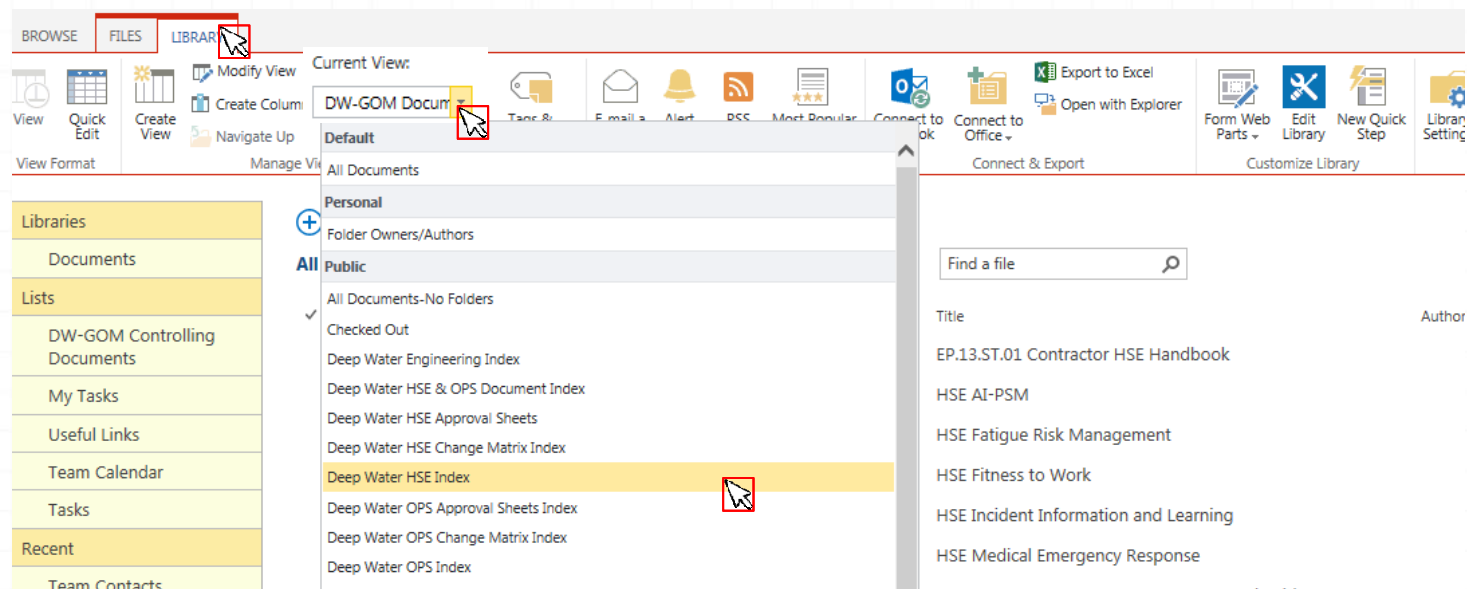 BROWSE
FILES
LIBRAR
View
Quick
Edit
View Format
Create
View
Modify View
Create Colum
Navigate Up
Manage Vi
Current View:
DW-GOM Docum
Tags &
E-mail a
Alert
RSS
Most Popular
Connect to
ok
Connect to
Office
Export to Excel
Open with Explorer
Connect & Export
Form Web
Parts
Edit
Library
New Quick
Step
Customize Library
Library
Setting
Default
All Documents
Personal
Folder Owners/Authors
Public
All Documents-No Folders
Checked Out
Deep Water Engineering Index
Deep Water HSE & OPS Document Index
Deep Water HSE Approval Sheets
Deep Water HSE Change Matrix Index
Deep Water HSE Index
Deep Water OPS Approval Sheets Index
Deep Water OPS Change Matrix Index
Deep Water OPS Index
Libraries
Documents
Lists
DW-GOM Controlling
Documents
My Tasks
Useful Links
Team Calendar
Tasks
Recent
Team Contacts
All
Find a file
Title
Author
EP.13.ST.01 Contractor HSE Handbook
HSE AI-PSM
HSE Fatigue Risk Management
HSE Fitness to Work
HSE Incident Information and Learning
HSE Medical Emergency Response